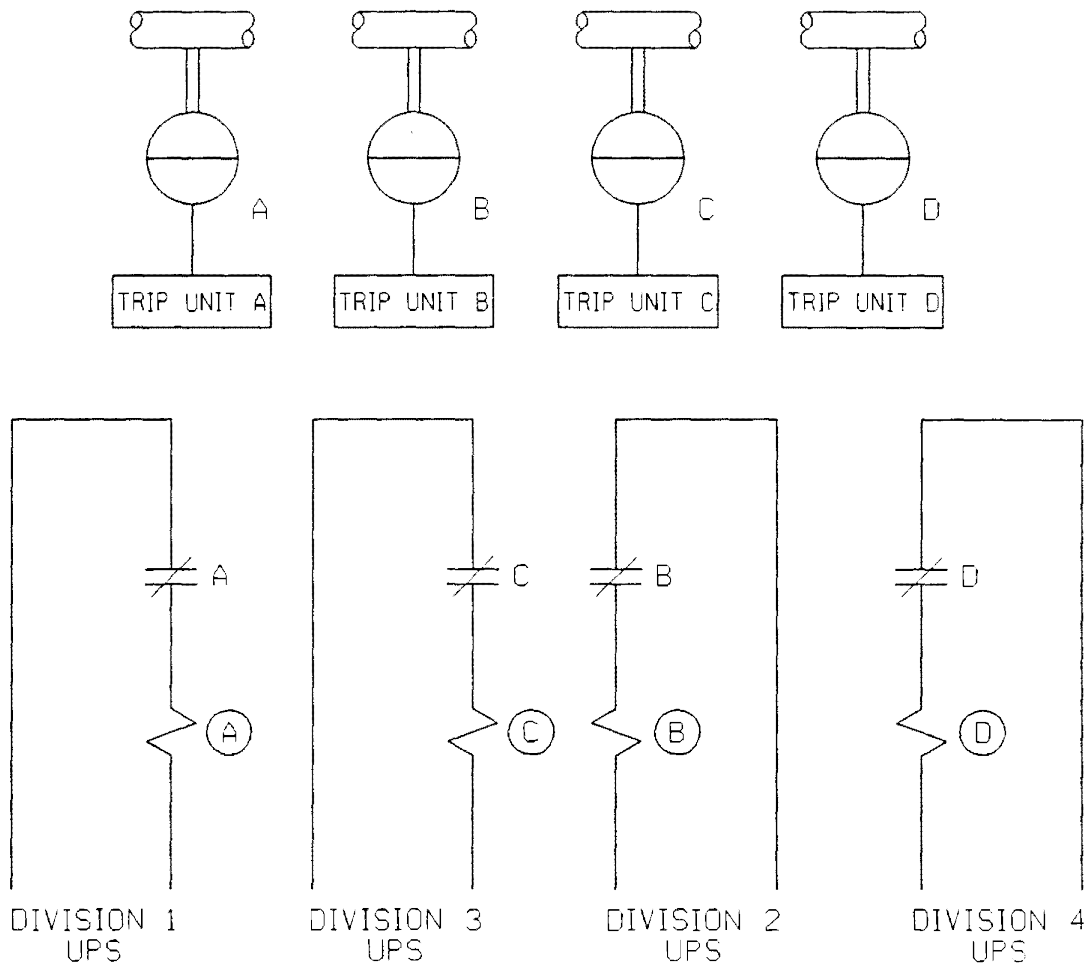 A
B
C
D
TRIP UNIT A
TRIP UNIT B
TRIP UNIT C
TRIP UNIT D
A
C
B
D
A
C
B
D
DIVISION 1
UPS
DIVISION 3
UPS
DIVISION 2
UPS
DIVISION 4
UPS